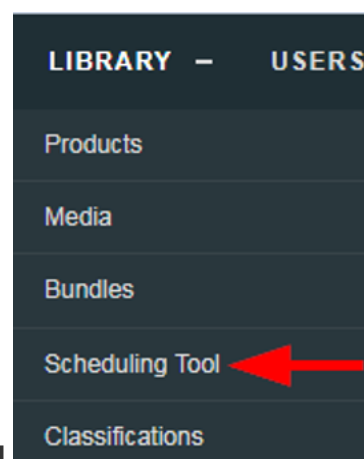 LIBRARY – USERS
Products
Media
Bundles
Scheduling Tool
Classifications